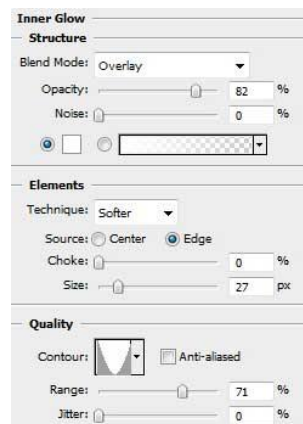 Inner Glow
Structure
Blend Mode: Overlay
Opacity: 82 %
Noise: 0 %
Elements
Technique: Softer
Source: Center Edge
Choke: 0 %
Size: 27 px
Quality
Contour: Anti-aliased
Range: 71 %
Jitter: 0 %